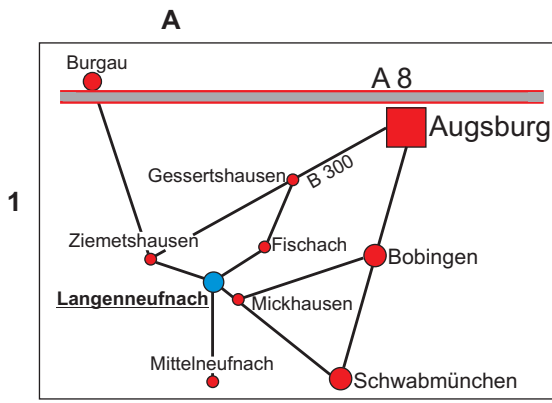 A
Burgau
A 8
Augsburg
Gessertshausen
B 300
1
Ziemetshausen
Fischach
Bobingen
Langenneufnach
Mickhausen
Mittelneufnach
Schwabmünchen